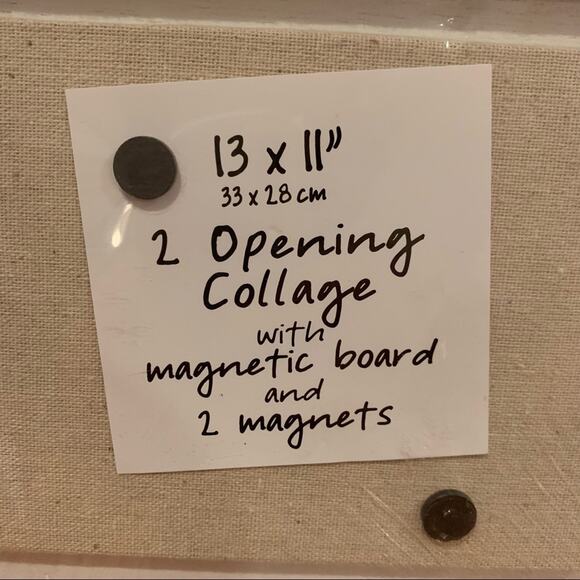 13 x 11"
33 x 28 cm
2 Opening
Collage
with
magnetic board
and
2 magnets